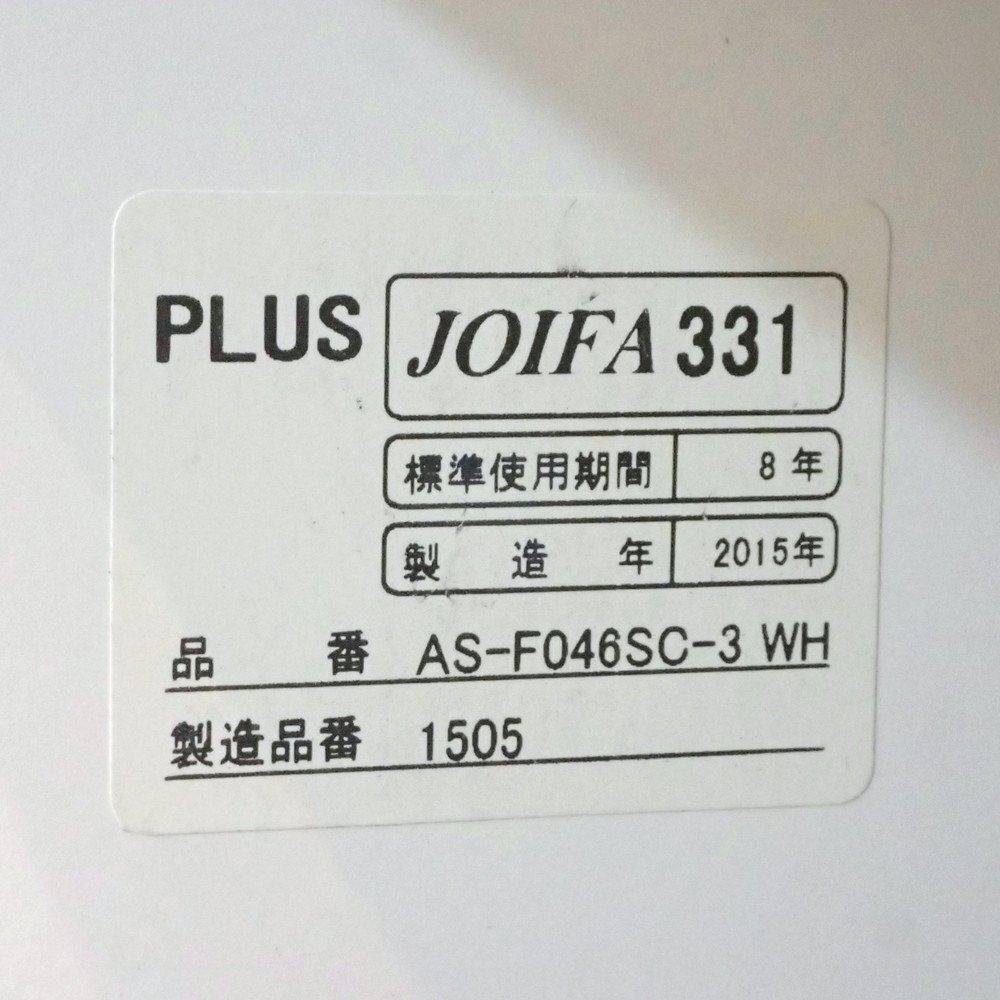 PLUS JOIFA 331
標準使用期間 8年
製造年 2015年
品番 AS-F046SC-3 WH
製造品番 1505